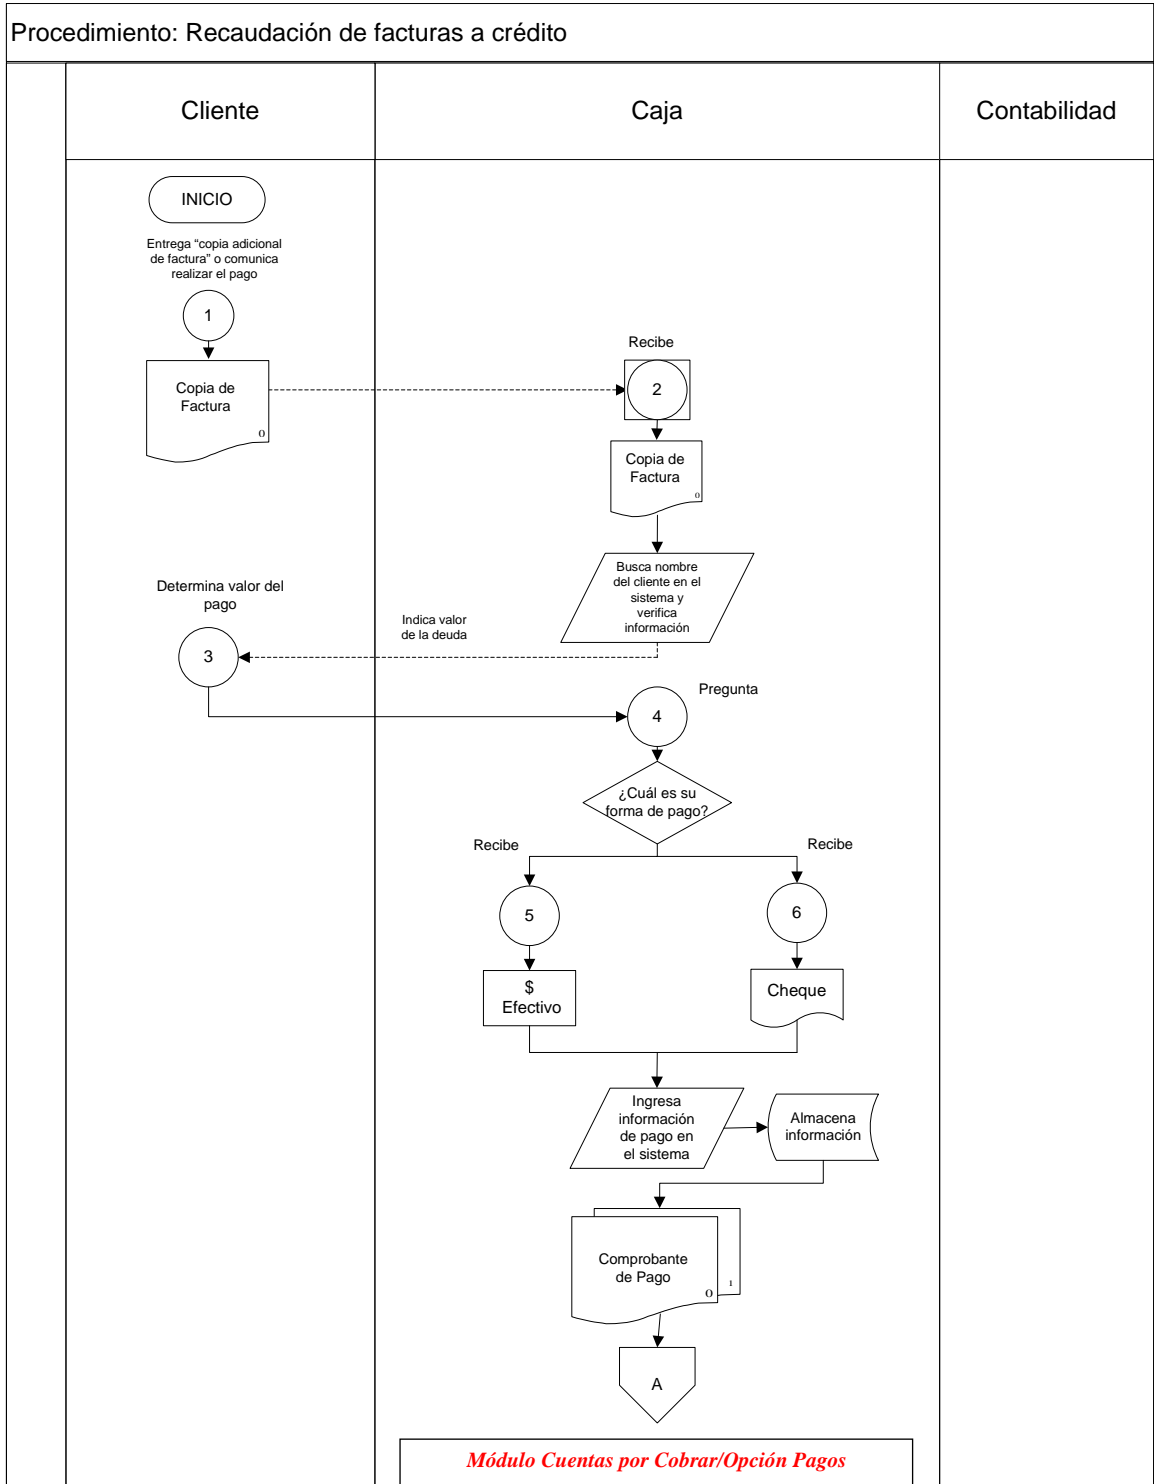 Procedimiento: Recaudación de facturas a crédito
Cliente
Caja
Contabilidad
INICIO
Entrega “copia adicional
de factura” o comunica
realizar el pago
1
Copia de
Factura
0
Recibe
2
Copia de
Factura
0
Busca nombre
del cliente en el
sistema y
verifica
información
Indica valor
de la deuda
Determina valor del
pago
3
Pregunta
4
¿Cuál es su
forma de pago?
Recibe
5
$
Efectivo
Recibe
6
Cheque
Ingresa
información
de pago en
el sistema
Almacena
información
Comprobante
de Pago
0
1
A
Módulo Cuentas por Cobrar/Opción Pagos